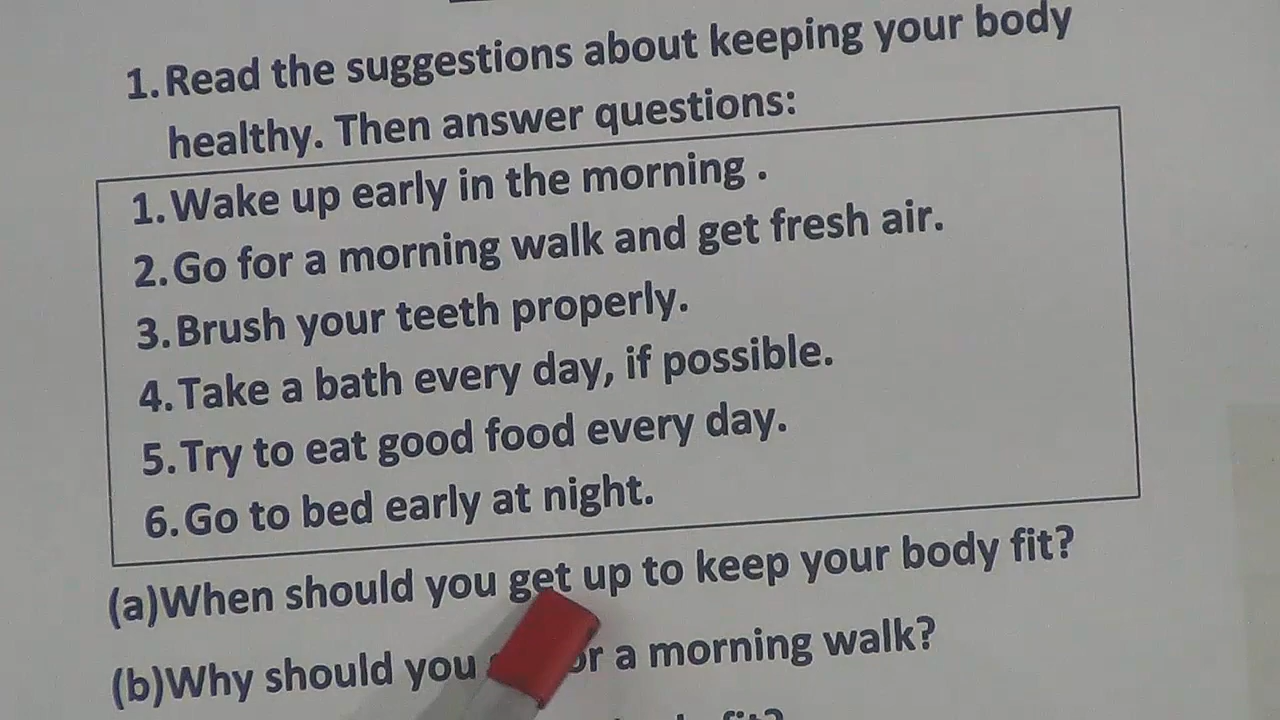 1. Read the suggestions about keeping your body
healthy. Then answer questions:
1. Wake up early in the morning .
2. Go for a morning walk and get fresh air.
3. Brush your teeth properly.
4. Take a bath every day, if possible.
5. Try to eat good food every day.
6. Go to bed early at night.
(a)When should you get up to keep your body fit?
(b)Why should you a morning walk?
fit?